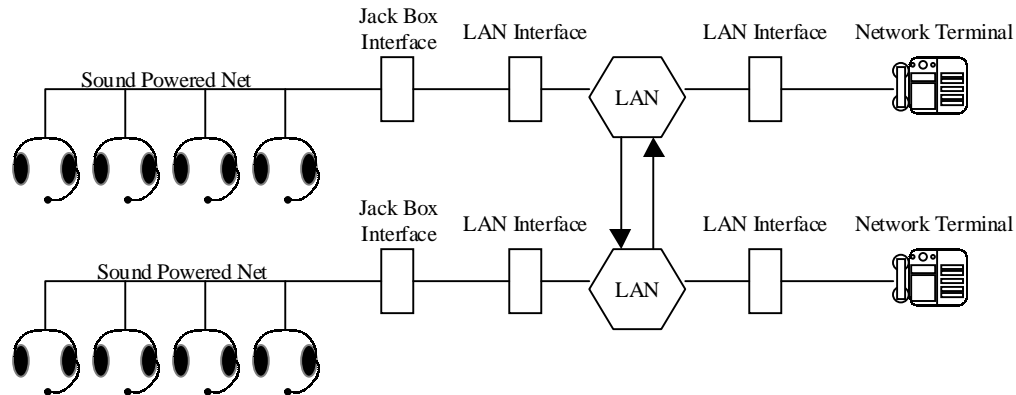 Jack Box
Interface
LAN Interface
LAN Interface
Network Terminal
Sound Powered Net
LAN
Jack Box
Interface
LAN Interface
LAN Interface
Network Terminal
Sound Powered Net
LAN